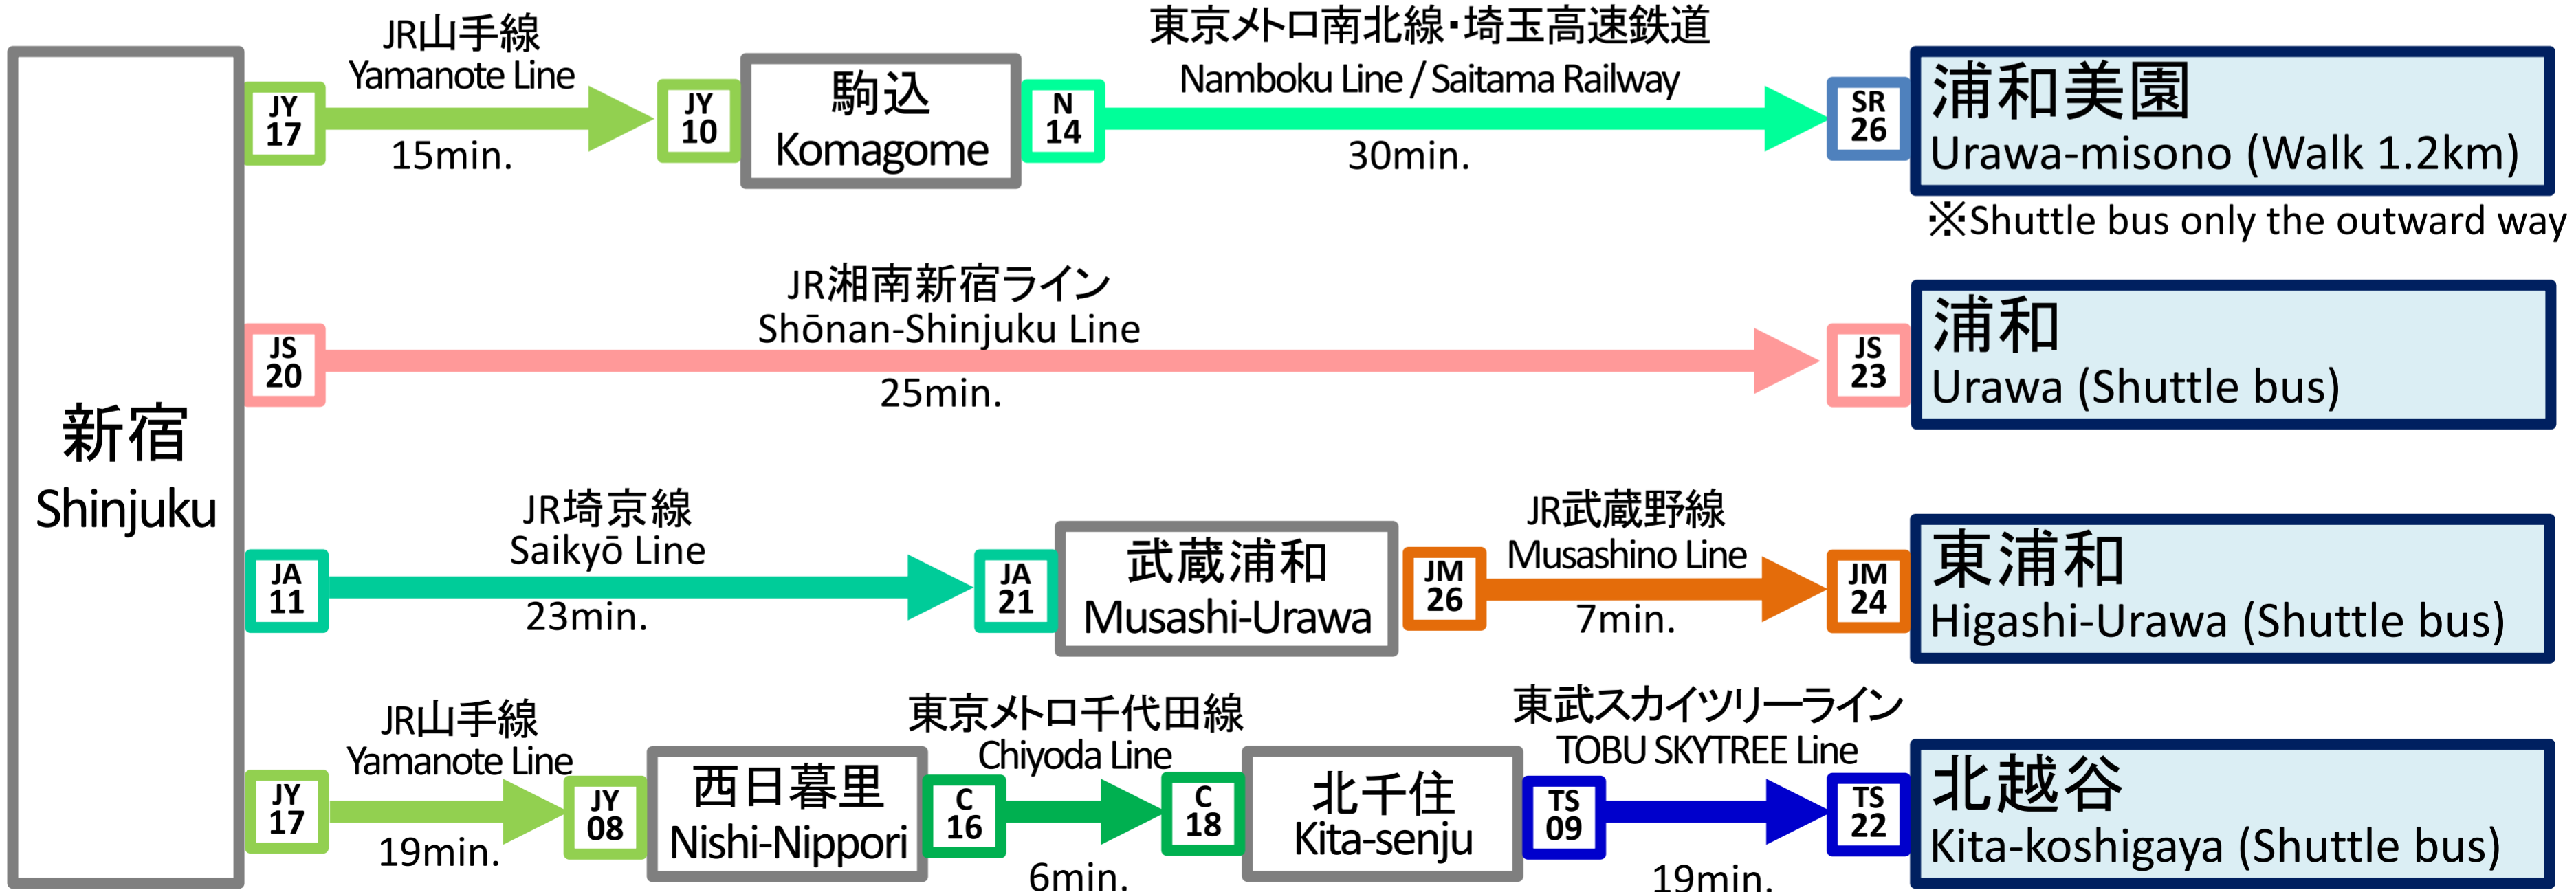 新宿
Shinjuku
JR山手線
Yamanote Line
JY
17
15min.
JY
10
駒込
Komagome
東京メトロ南北線・埼玉高速鉄道
Namboku Line / Saitama Railway
N
14
30min.
SR
26
浦和美園
Urawa-misono (Walk 1.2km)
※Shuttle bus only the outward way
JR湘南新宿ライン
Shōnan-Shinjuku Line
JS
20
25min.
JS
23
浦和
Urawa (Shuttle bus)
JR埼京線
Saikyō Line
JA
11
23min.
JA
21
武蔵浦和
Musashi-Urawa
JR武蔵野線
Musashino Line
JM
26
7min.
JM
24
東浦和
Higashi-Urawa (Shuttle bus)
JR山手線
Yamanote Line
JY
17
19min.
JY
08
西日暮里
Nishi-Nippori
東京メトロ千代田線
Chiyoda Line
C
16
6min.
C
18
北千住
Kita-senju
東武スカイツリーライン
TOBU SKYTREE Line
TS
09
19min.
TS
22
北越谷
Kita-koshigaya (Shuttle bus)